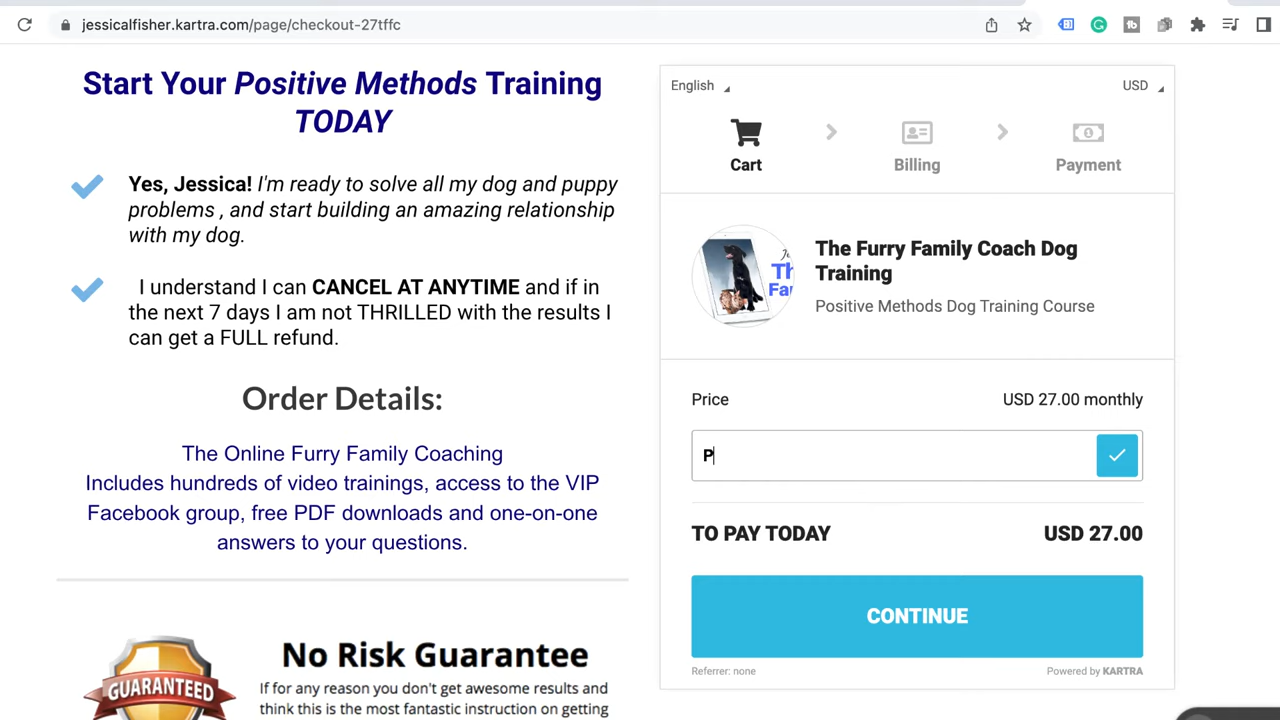 jessicalfisher.kartra.com/page/checkout-27tffc
Start Your Positive Methods Training
TODAY
Yes, Jessica! I'm ready to solve all my dog and puppy
problems , and start building an amazing relationship
with my dog.
I understand I can CANCEL AT ANYTIME and if in
the next 7 days I am not THRILLED with the results I
can get a FULL refund.
Order Details:
The Online Furry Family Coaching
Includes hundreds of video trainings, access to the VIP
Facebook group, free PDF downloads and one-on-one
answers to your questions.
GUARANTEED
No Risk Guarantee
If for any reason you don't get awesome results and
think this is the most fantastic instruction on getting
English
USD
Cart
Billing
Payment
The Furry Family Coach Dog
Training
Positive Methods Dog Training Course
Price
USD 27.00 monthly
P
TO PAY TODAY
USD 27.00
CONTINUE
Referrer: none
Powered by KARTRA